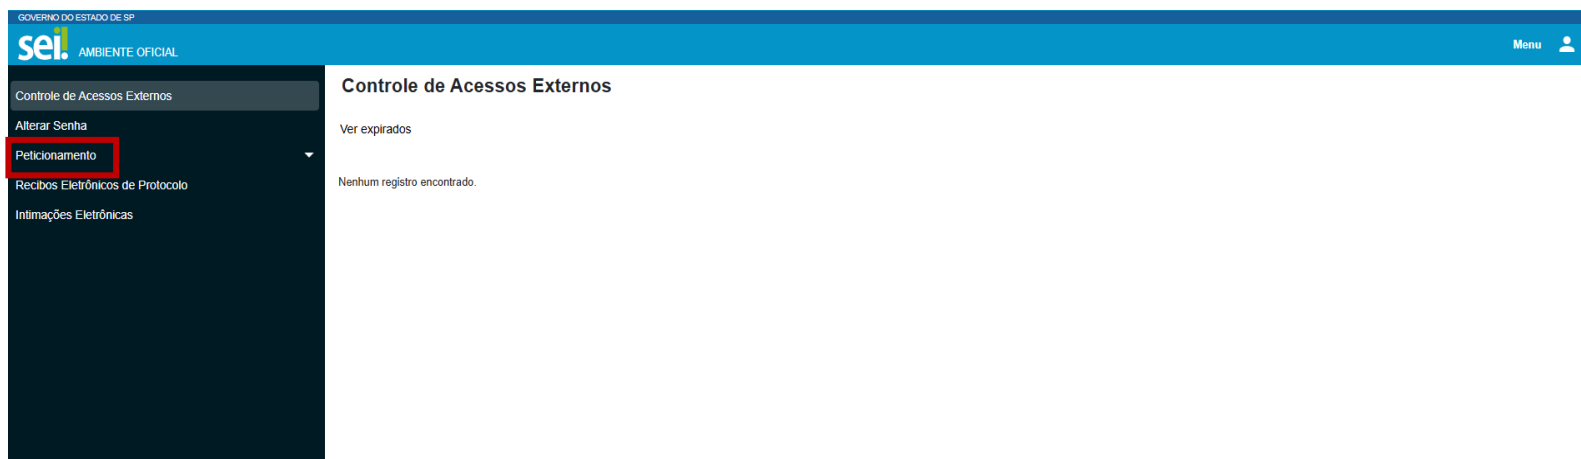 GOVERNO DO ESTADO DE SP
sei! AMBIENTE OFICIAL
Menu
Controle de Acessos Externos
Alterar Senha
Peticionamento
Recibos Eletrônicos de Protocolo
Intimações Eletrônicas
Controle de Acessos Externos
Ver expirados
Nenhum registro encontrado.